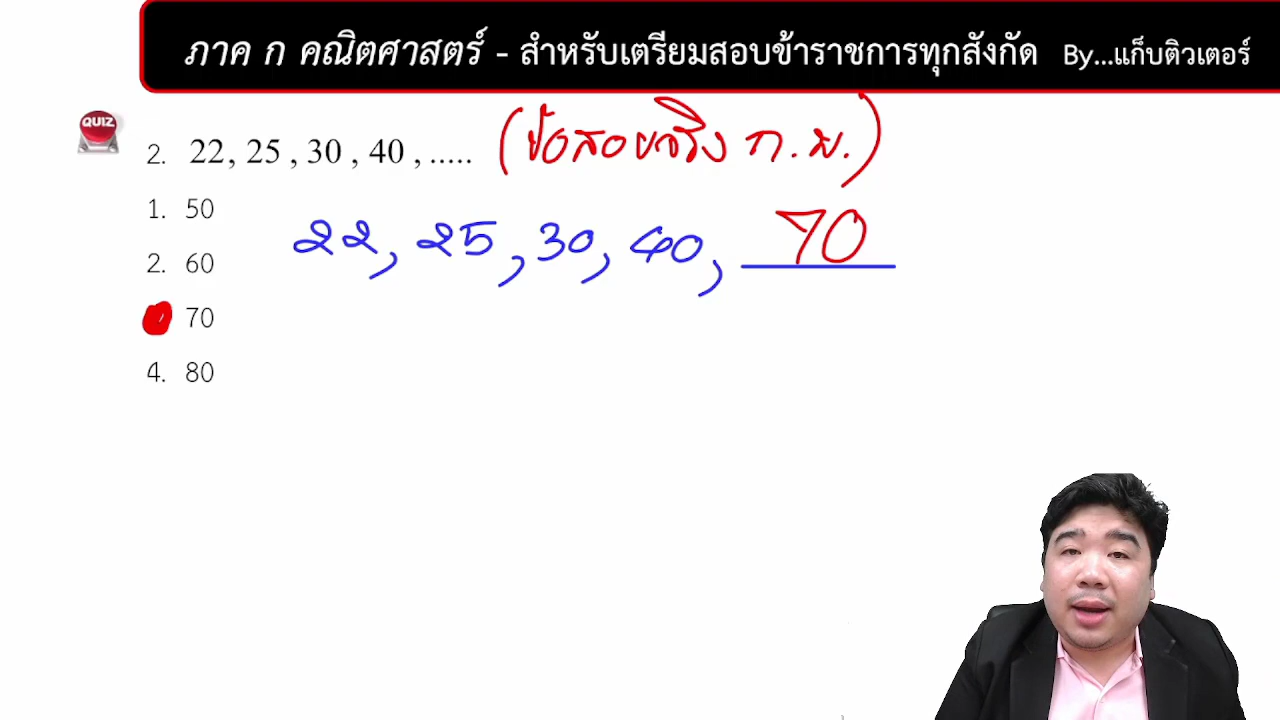 ภาค ก คณิตศาสตร์ - สำหรับเตรียมสอบข้าราชการทุกสังกัด By...แก็บติวเตอร์
QUIZ
2. 22, 25 , 30 , 40 , ..... (ข้อสอบจริง ก.พ.)
1. 50
22, 25, 30, 40, 70
2. 60
70
4. 80